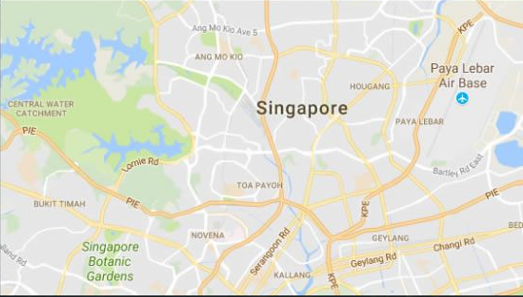 Ang Mo Kio Ave 5
KPE
ANG MO KIO
Paya Lebar
Air Base
HOUGANG
CENTRAL WATER
CATCHMENT
Singapore
PAYA LEBAR
PIE
Lornie Rd
Bartley Rd East
TOA PAYOH
PIE
BUKIT TIMAH
PIE
KPE
NOVENA
Serangoon Rd
GEYLANG
Changi Rd
Singapore
Botanic
Gardens
Geylang Rd
KALLANG
KPE